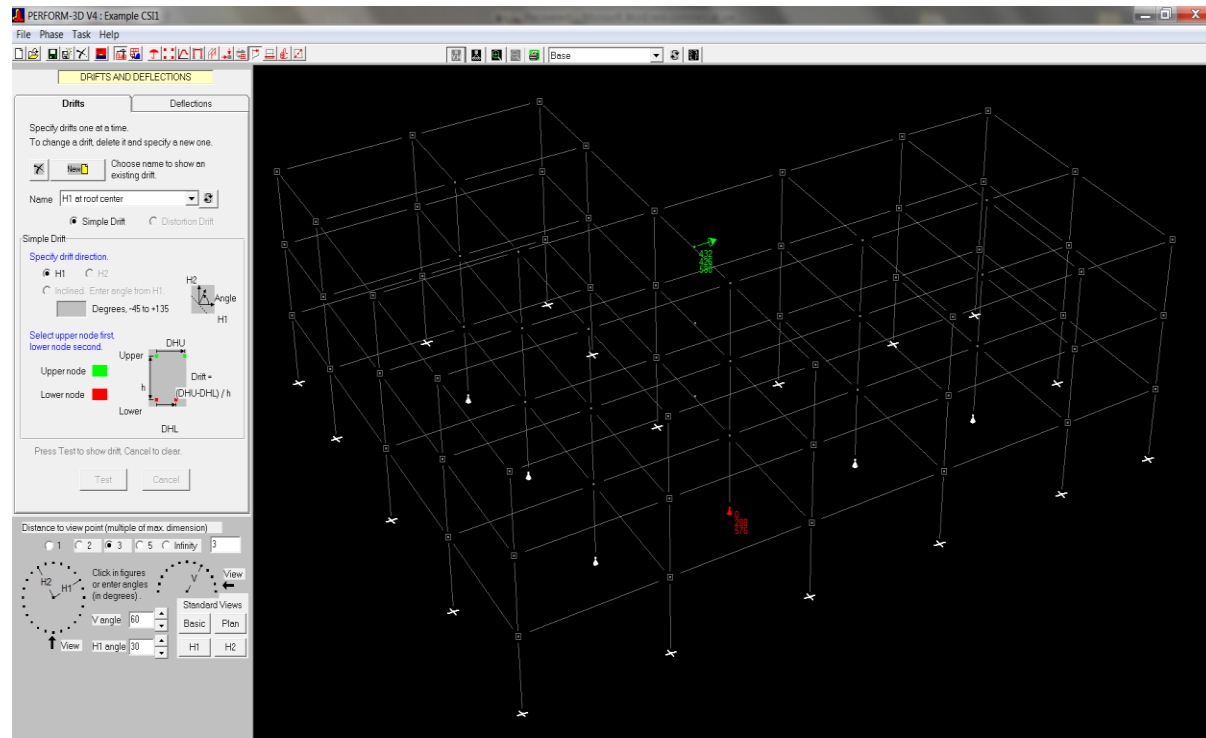 PERFORM-3D V4 : Example CSI1
File Phase Task Help
Base
DRIFTS AND DEFLECTIONS
Drifts Deflections
Specify drifts one at a time.
To change a drift, delete it and specify a new one.
New
Choose name to show an
existing drift.
Name H1 at roof center
Simple Drift Distortion Drift
Simple Drift
Specify drift direction.
H1 H2
Inclined. Enter angle from H1.
Degrees, -45 to +135
H2
Angle
H1
Select upper node first,
lower node second.
Upper node
Lower node
DHU
Upper
h
Drift =
(DHU-DHL) / h
Lower
DHL
Press Test to show drift, Cancel to clear.
Test Cancel
Distance to view point (multiple of max. dimension)
1 2 3 5 Infinity 3
H2 H1
Click in figures
or enter angles
(in degrees).
V
View
V angle 60
H1 angle 30
View
Standard Views
Basic Plan
H1 H2
432
426
580
0
288
576